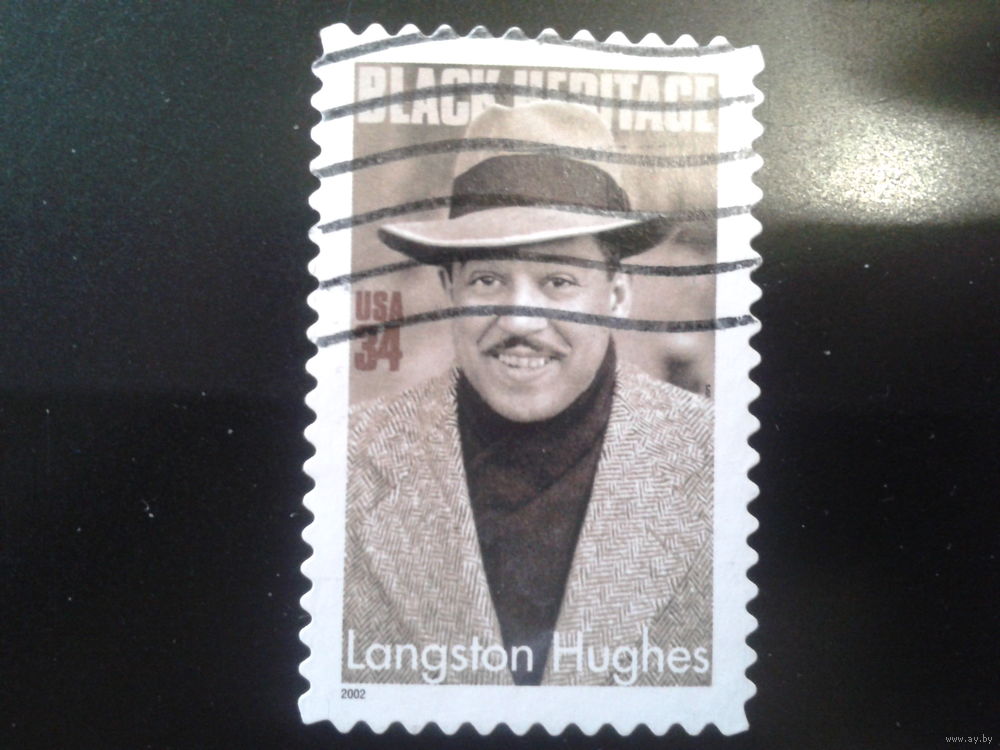 BLACK HERITAGE
USA
34
Langston Hughes
2002
www.ay.by